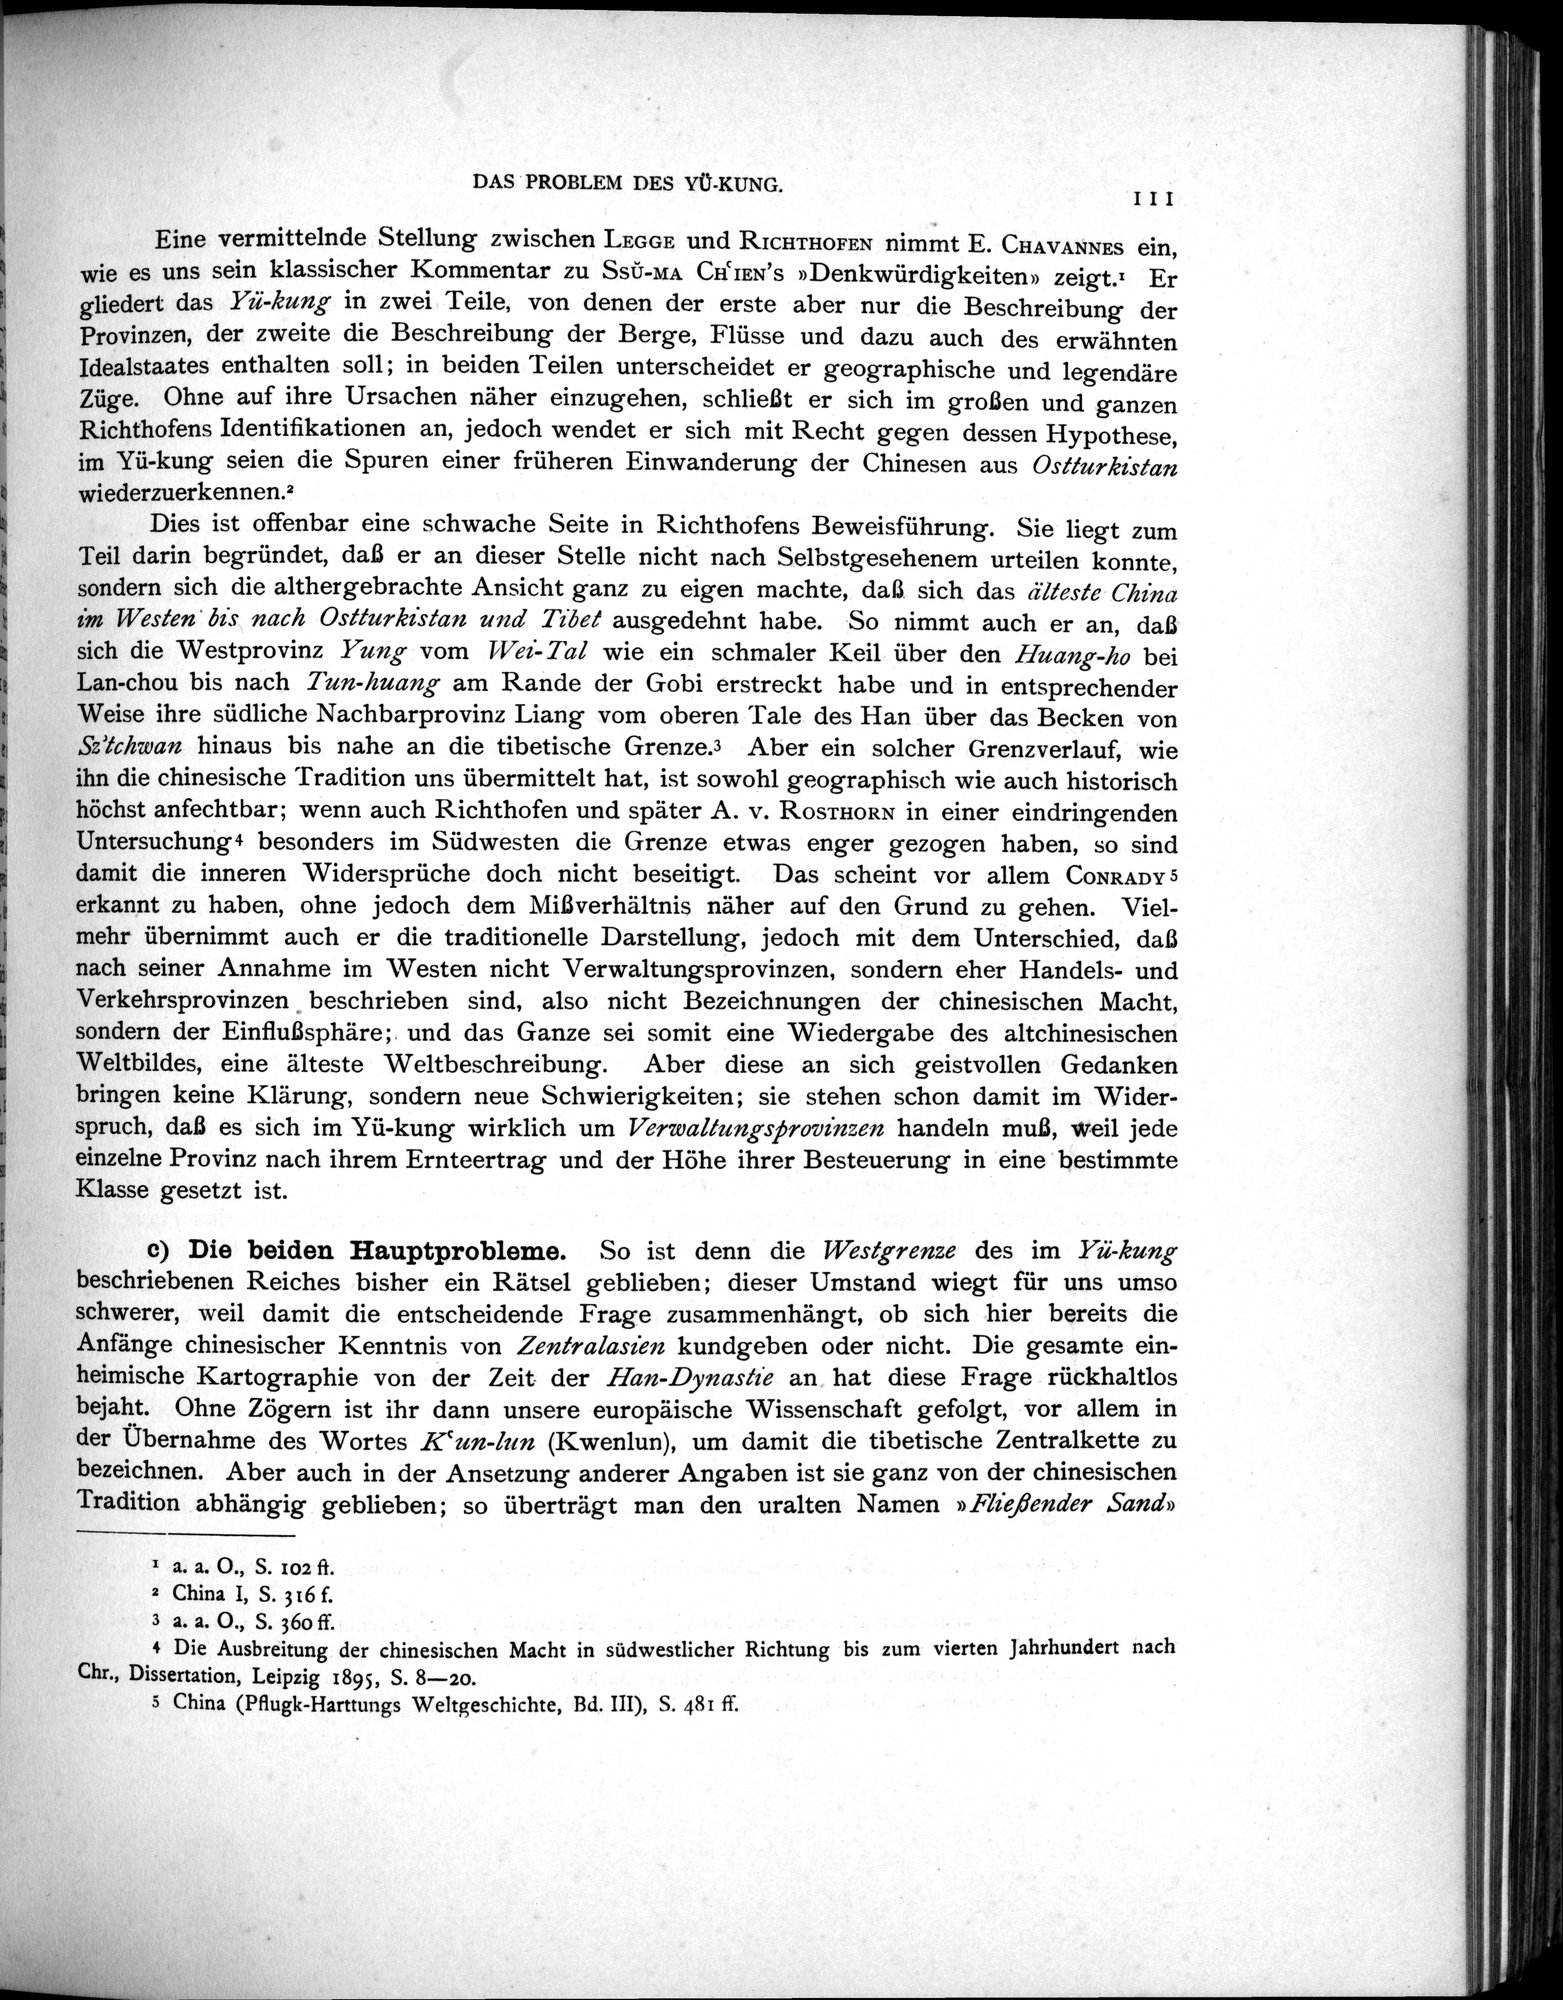 DAS PROBLEM DES YÜ-KUNG.
111
Eine vermittelnde Stellung zwischen LEGGE und RICHTHOFEN nimmt E. CHAVANNES ein,
wie es uns sein klassischer Kommentar zu SSŬ-MA CHʿIEN's »Denkwürdigkeiten» zeigt.¹ Er
gliedert das Yü-kung in zwei Teile, von denen der erste aber nur die Beschreibung der
Provinzen, der zweite die Beschreibung der Berge, Flüsse und dazu auch des erwähnten
Idealstaates enthalten soll; in beiden Teilen unterscheidet er geographische und legendäre
Züge. Ohne auf ihre Ursachen näher einzugehen, schließt er sich im großen und ganzen
Richthofens Identifikationen an, jedoch wendet er sich mit Recht gegen dessen Hypothese,
im Yü-kung seien die Spuren einer früheren Einwanderung der Chinesen aus Ostturkistan
wiederzuerkennen.²
Dies ist offenbar eine schwache Seite in Richthofens Beweisführung. Sie liegt zum
Teil darin begründet, daß er an dieser Stelle nicht nach Selbstgesehenem urteilen konnte,
sondern sich die althergebrachte Ansicht ganz zu eigen machte, daß sich das älteste China
im Westen bis nach Ostturkistan und Tibet ausgedehnt habe. So nimmt auch er an, daß
sich die Westprovinz Yung vom Wei-Tal wie ein schmaler Keil über den Huang-ho bei
Lan-chou bis nach Tun-huang am Rande der Gobi erstreckt habe und in entsprechender
Weise ihre südliche Nachbarprovinz Liang vom oberen Tale des Han über das Becken von
Sz'tchwan hinaus bis nahe an die tibetische Grenze.³ Aber ein solcher Grenzverlauf, wie
ihn die chinesische Tradition uns übermittelt hat, ist sowohl geographisch wie auch historisch
höchst anfechtbar; wenn auch Richthofen und später A. v. ROSTHORN in einer eindringenden
Untersuchung⁴ besonders im Südwesten die Grenze etwas enger gezogen haben, so sind
damit die inneren Widersprüche doch nicht beseitigt. Das scheint vor allem CONRADY⁵
erkannt zu haben, ohne jedoch dem Mißverhältnis näher auf den Grund zu gehen. Viel-
mehr übernimmt auch er die traditionelle Darstellung, jedoch mit dem Unterschied, daß
nach seiner Annahme im Westen nicht Verwaltungsprovinzen, sondern eher Handels- und
Verkehrsprovinzen beschrieben sind, also nicht Bezeichnungen der chinesischen Macht,
sondern der Einflußsphäre; und das Ganze sei somit eine Wiedergabe des altchinesischen
Weltbildes, eine älteste Weltbeschreibung. Aber diese an sich geistvollen Gedanken
bringen keine Klärung, sondern neue Schwierigkeiten; sie stehen schon damit im Wider-
spruch, daß es sich im Yü-kung wirklich um Verwaltungsprovinzen handeln muß, weil jede
einzelne Provinz nach ihrem Ernteertrag und der Höhe ihrer Besteuerung in eine bestimmte
Klasse gesetzt ist.
c) Die beiden Hauptprobleme. So ist denn die Westgrenze des im Yü-kung
beschriebenen Reiches bisher ein Rätsel geblieben; dieser Umstand wiegt für uns umso
schwerer, weil damit die entscheidende Frage zusammenhängt, ob sich hier bereits die
Anfänge chinesischer Kenntnis von Zentralasien kundgeben oder nicht. Die gesamte ein-
heimische Kartographie von der Zeit der Han-Dynastie an hat diese Frage rückhaltlos
bejaht. Ohne Zögern ist ihr dann unsere europäische Wissenschaft gefolgt, vor allem in
der Übernahme des Wortes Kʿun-lun (Kwenlun), um damit die tibetische Zentralkette zu
bezeichnen. Aber auch in der Ansetzung anderer Angaben ist sie ganz von der chinesischen
Tradition abhängig geblieben; so überträgt man den uralten Namen »Fließender Sand»
¹ a. a. O., S. 102 ff.
² China I, S. 316 f.
³ a. a. O., S. 360 ff.
⁴ Die Ausbreitung der chinesischen Macht in südwestlicher Richtung bis zum vierten Jahrhundert nach
Chr., Dissertation, Leipzig 1895, S. 8—20.
⁵ China (Pflugk-Harttungs Weltgeschichte, Bd. III), S. 481 ff.